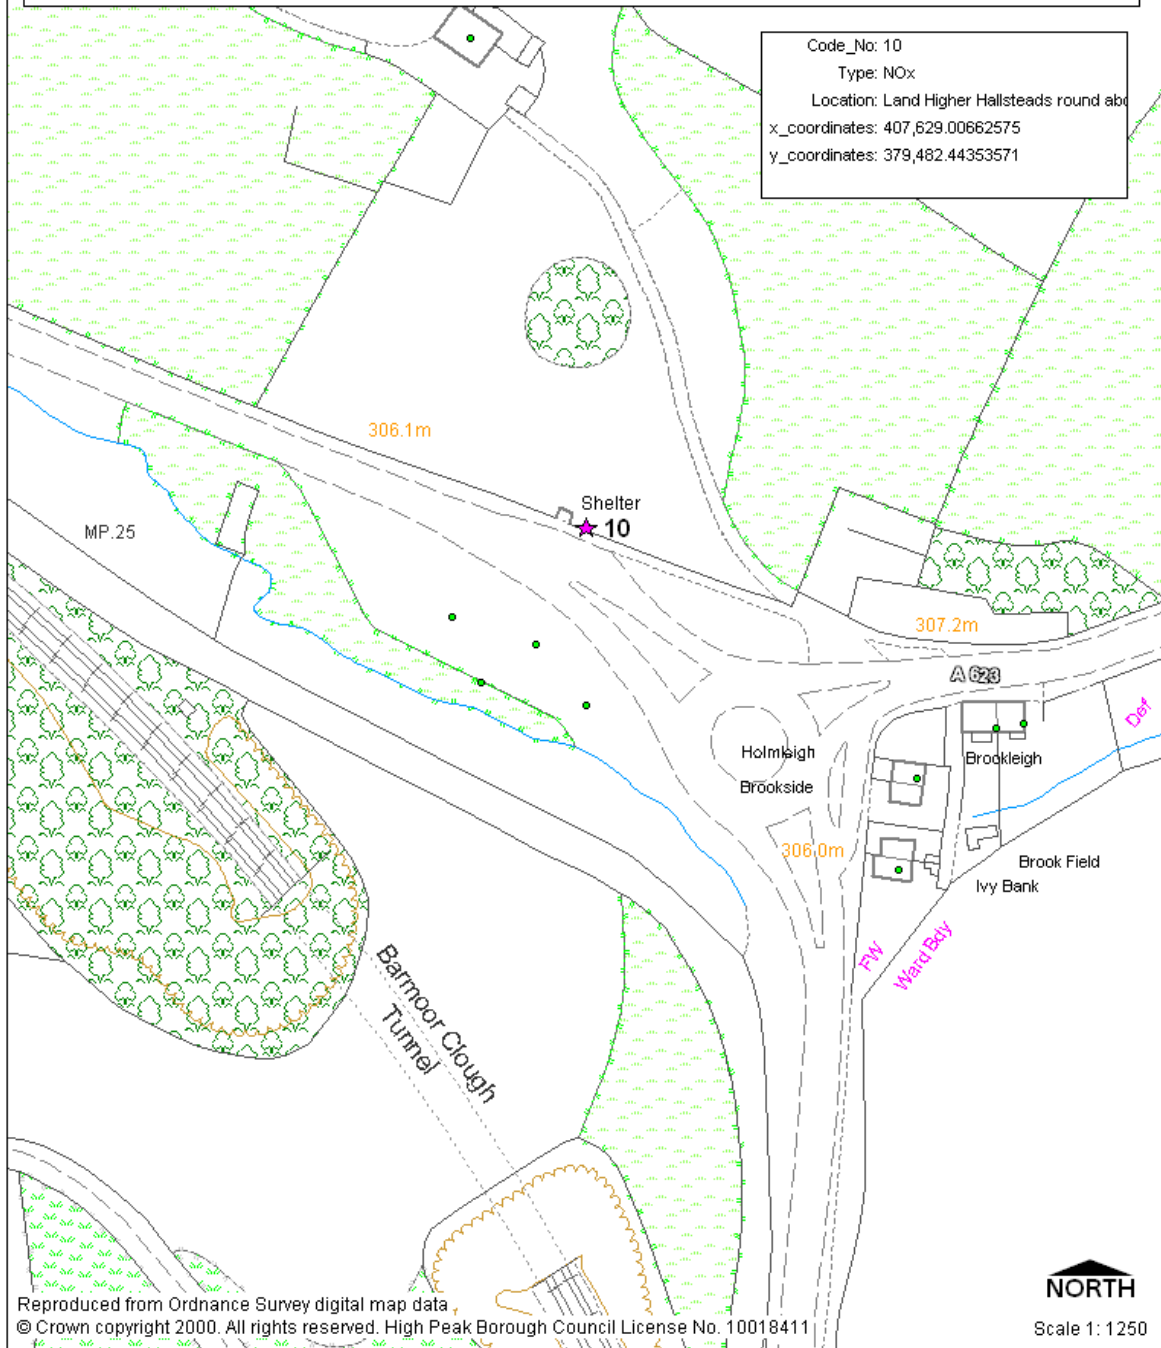 Code_No: 10
Type: NOx
Location: Land Higher Hallsteads round abo
x_coordinates: 407,629.00662575
y_coordinates: 379,482.44353571
306.1m
Shelter
10
MP.25
307.2m
A 623
Def
Holmleigh
Brookleigh
Brookside
306.0m
Brook Field
Ivy Bank
FW
Ward Bdy
Barmoor Clough
Tunnel
NORTH
Reproduced from Ordnance Survey digital map data
© Crown copyright 2000. All rights reserved. High Peak Borough Council License No. 10018411
Scale 1: 1250